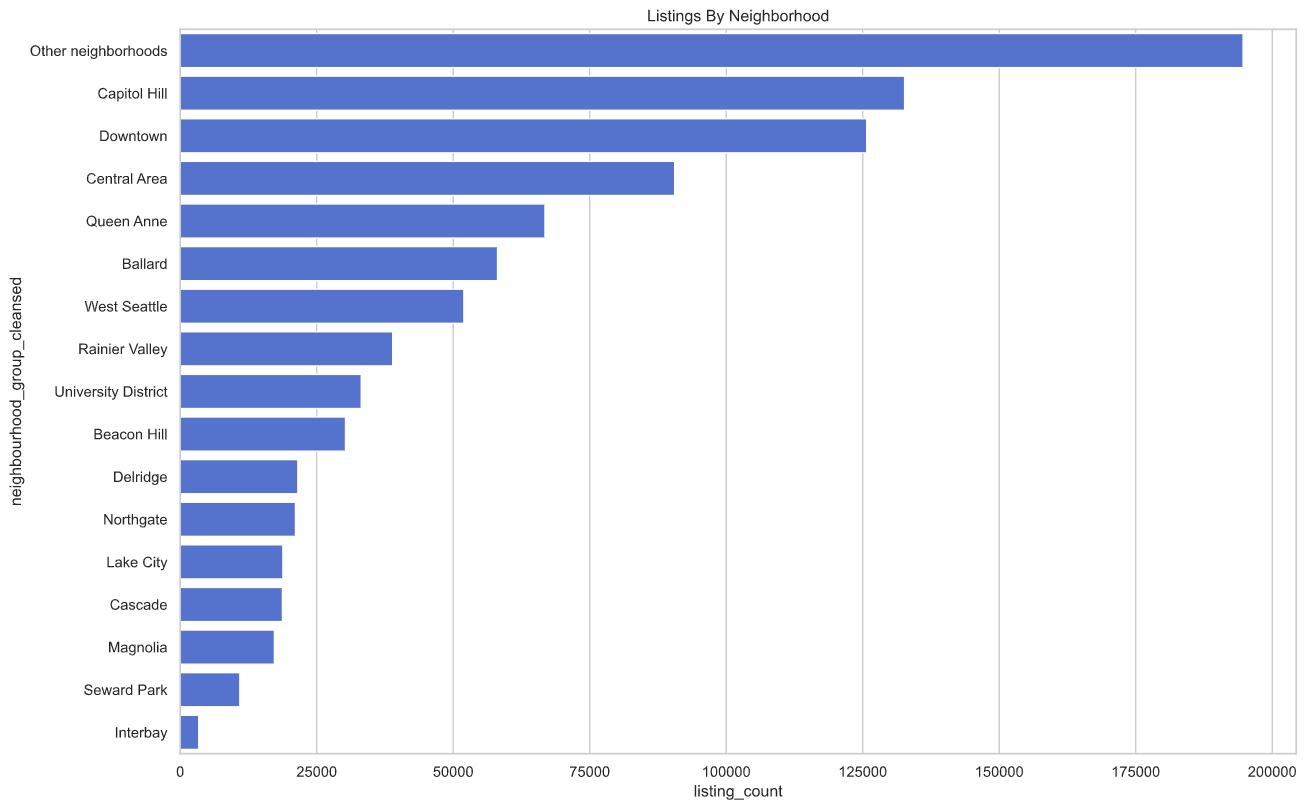 Listings By Neighborhood
Other neighborhoods
Capitol Hill
Downtown
Central Area
Queen Anne
Ballard
West Seattle
Rainier Valley
University District
Beacon Hill
Delridge
Northgate
Lake City
Cascade
Magnolia
Seward Park
Interbay
neighbourhood_group_cleansed
0 25000 50000 75000 100000 125000 150000 175000 200000
listing_count